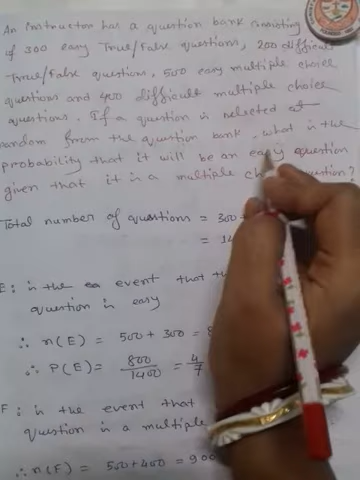 An instructor has a question bank consisting
of 300 easy True/False questions, 200 difficult
True/False questions, 500 easy multiple choice
questions and 400 difficult multiple choice
questions. If a question is selected at
random from the question bank, what is the
probability that it will be an easy question
given that it is a multiple choice question?
Total number of questions = 300 +
= 14
E: is the ea event that th
question is easy
∴ n(E) = 500 + 300 = 8
∴ P(E) = 800/1400 = 4/7
F: is the event that
question is a multiple
∴ n(F) = 500 + 400 = 900